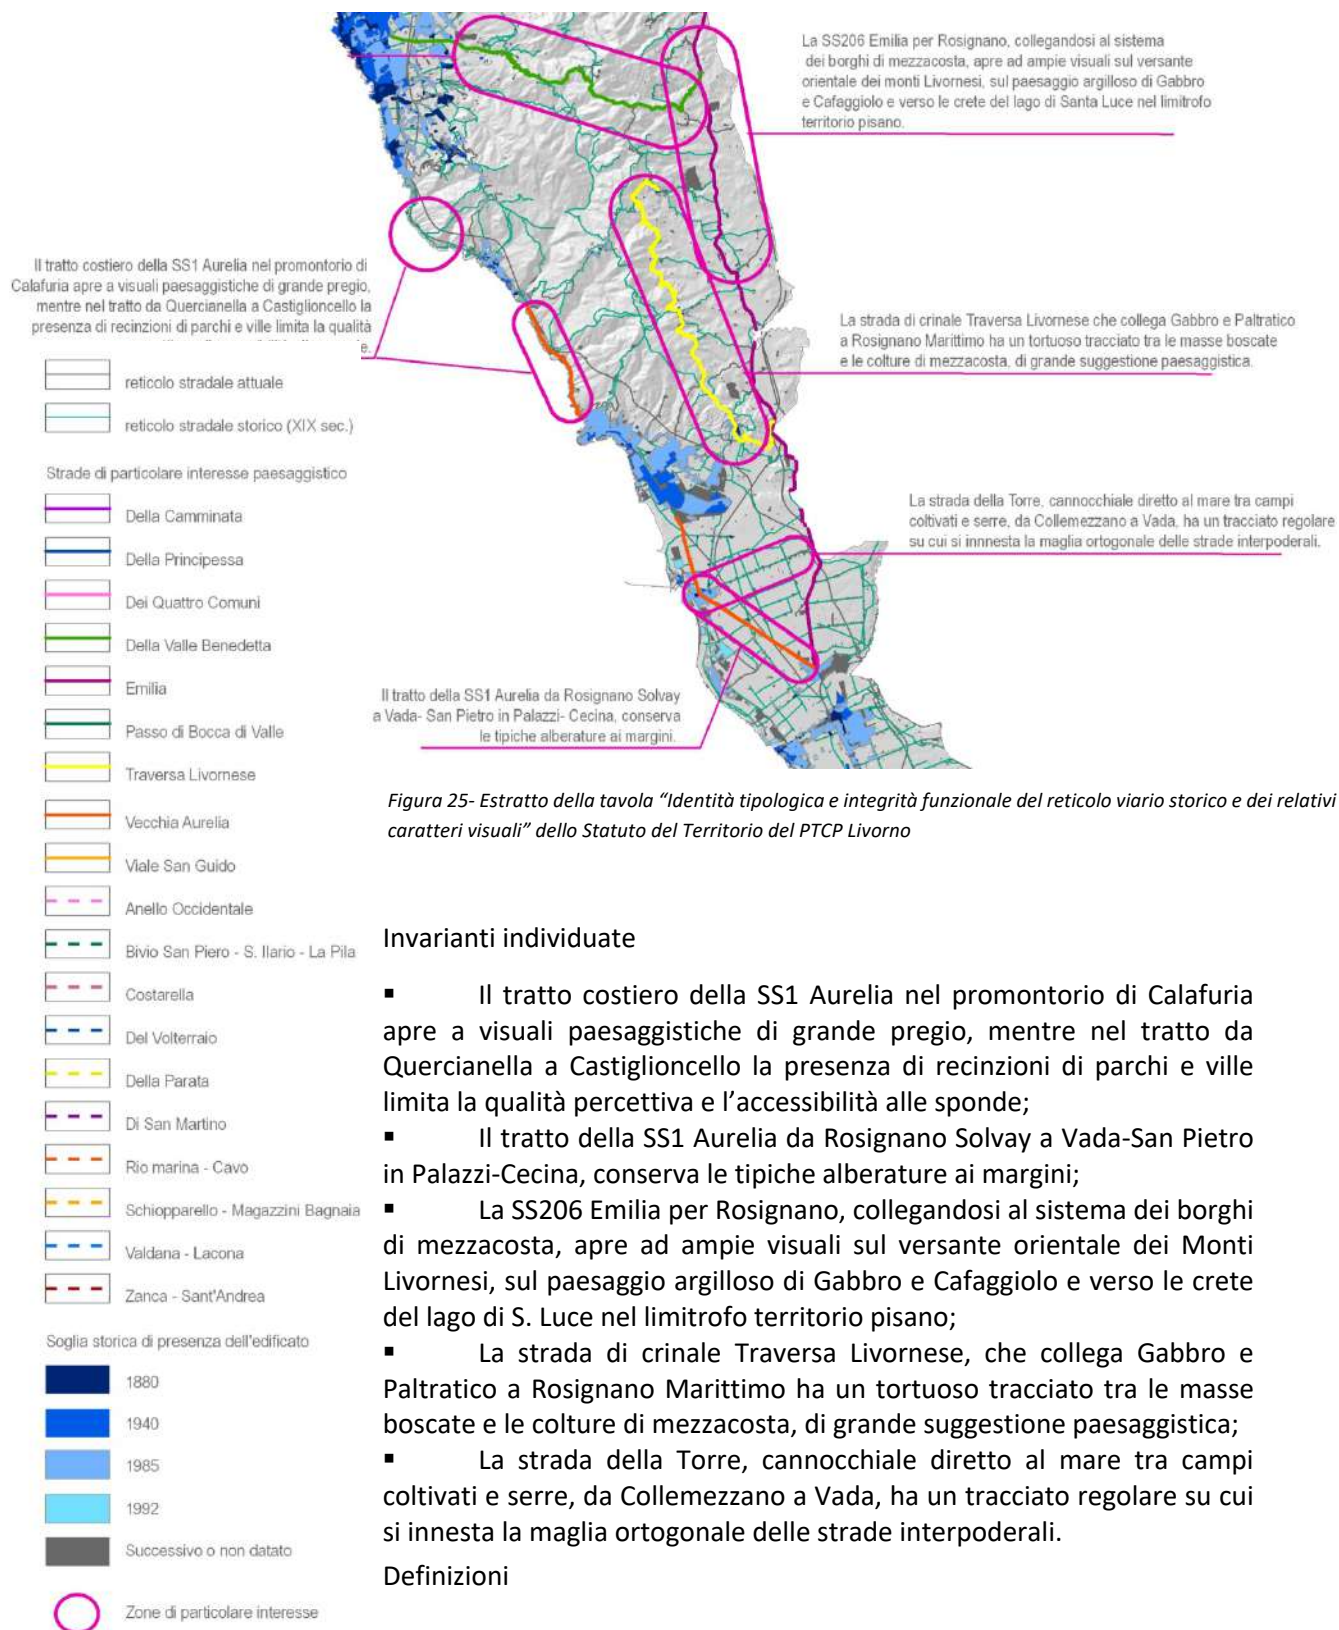 La SS206 Emilia per Rosignano, collegandosi al sistema
dei borghi di mezzacosta, apre ad ampie visuali sul versante
orientale dei monti Livornesi, sul paesaggio argilloso di Gabbro
e Cafaggiolo e verso le crete del lago di Santa Luce nel limitrofo
territorio pisano.
Il tratto costiero della SS1 Aurelia nel promontorio di
Calafuria apre a visuali paesaggistiche di grande pregio,
mentre nel tratto da Quercianella a Castiglioncello la
presenza di recinzioni di parchi e ville limita la qualità
La strada di crinale Traversa Livornese che collega Gabbro e Paltratico
a Rosignano Marittimo ha un tortuoso tracciato tra le masse boscate
e le colture di mezzacosta, di grande suggestione paesaggistica.
La strada della Torre, cannocchiale diretto al mare tra campi
coltivati e serre, da Collemezzano a Vada, ha un tracciato regolare
su cui si innnesta la maglia ortogonale delle strade interpoderali.
Il tratto della SS1 Aurelia da Rosignano Solvay
a Vada- San Pietro in Palazzi- Cecina, conserva
le tipiche alberature ai margini.
reticolo stradale attuale
reticolo stradale storico (XIX sec.)
Strade di particolare interesse paesaggistico
Della Camminata
Della Principessa
Dei Quattro Comuni
Della Valle Benedetta
Emilia
Passo di Bocca di Valle
Traversa Livornese
Vecchia Aurelia
Viale San Guido
Anello Occidentale
Bivio San Piero - S. Ilario - La Pila
Costarella
Del Volterraio
Della Parata
Di San Martino
Rio marina - Cavo
Schiopparello - Magazzini Bagnaia
Valdana - Lacona
Zanca - Sant'Andrea
Soglia storica di presenza dell'edificato
1880
1940
1985
1992
Successivo o non datato
Zone di particolare interesse
Figura 25- Estratto della tavola “Identità tipologica e integrità funzionale del reticolo viario storico e dei relativi
caratteri visuali” dello Statuto del Territorio del PTCP Livorno
Invarianti individuate
▪ Il tratto costiero della SS1 Aurelia nel promontorio di Calafuria
apre a visuali paesaggistiche di grande pregio, mentre nel tratto da
Quercianella a Castiglioncello la presenza di recinzioni di parchi e ville
limita la qualità percettiva e l’accessibilità alle sponde;
▪ Il tratto della SS1 Aurelia da Rosignano Solvay a Vada-San Pietro
in Palazzi-Cecina, conserva le tipiche alberature ai margini;
▪ La SS206 Emilia per Rosignano, collegandosi al sistema dei borghi
di mezzacosta, apre ad ampie visuali sul versante orientale dei Monti
Livornesi, sul paesaggio argilloso di Gabbro e Cafaggiolo e verso le crete
del lago di S. Luce nel limitrofo territorio pisano;
▪ La strada di crinale Traversa Livornese, che collega Gabbro e
Paltratico a Rosignano Marittimo ha un tortuoso tracciato tra le masse
boscate e le colture di mezzacosta, di grande suggestione paesaggistica;
▪ La strada della Torre, cannocchiale diretto al mare tra campi
coltivati e serre, da Collemezzano a Vada, ha un tracciato regolare su cui
si innesta la maglia ortogonale delle strade interpoderali.
Definizioni